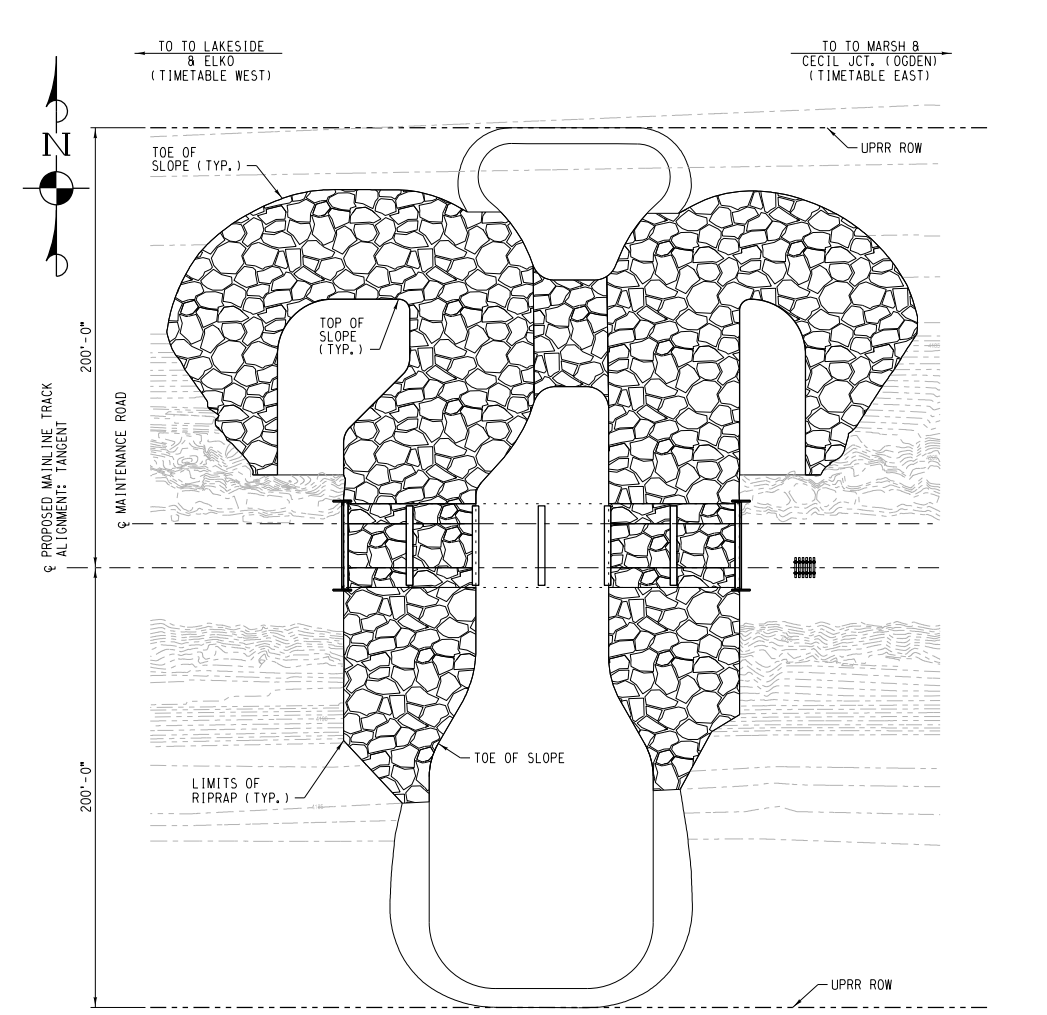 TO TO LAKESIDE
& ELKO
(TIMETABLE WEST)
TO TO MARSH &
CECIL JCT. (OGDEN)
(TIMETABLE EAST)
N
UPRR ROW
TOE OF
SLOPE (TYP.)
TOP OF
SLOPE
(TYP.)
200'-0"
℄ PROPOSED MAINLINE TRACK
ALIGNMENT: TANGENT
℄ MAINTENANCE ROAD
TOE OF SLOPE
LIMITS OF
RIPRAP (TYP.)
200'-0"
UPRR ROW